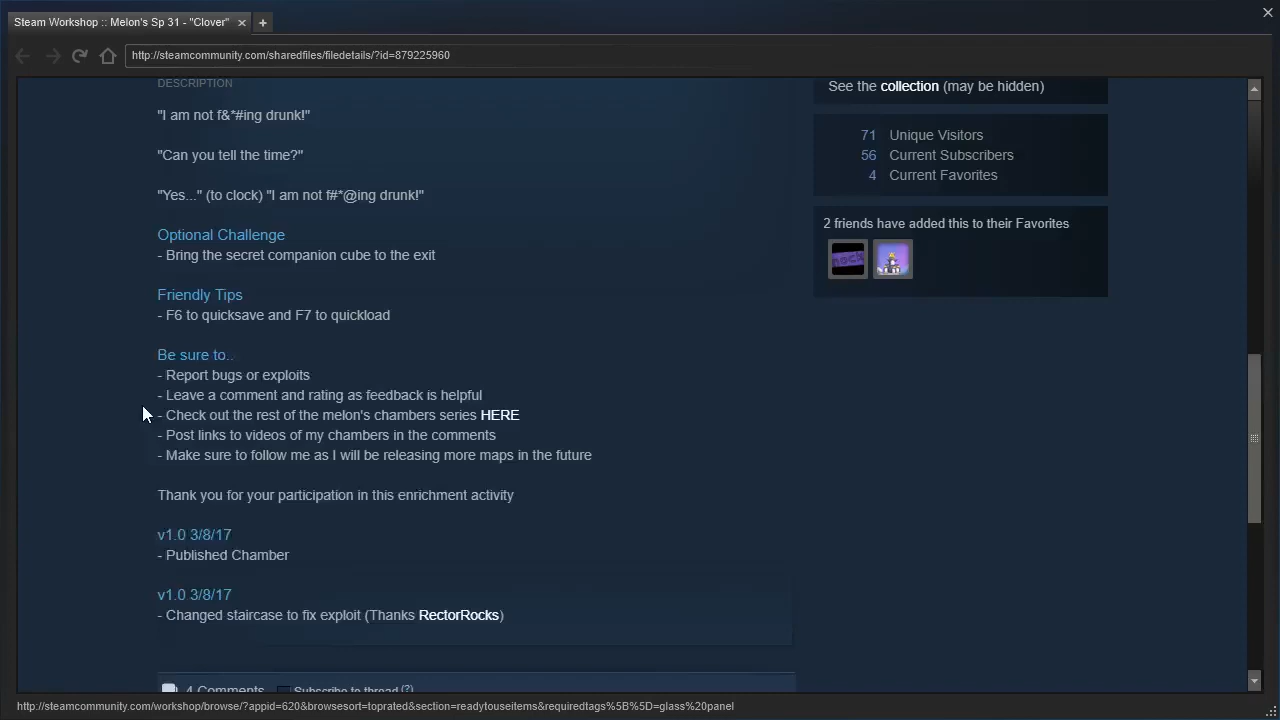 Steam Workshop :: Melon's Sp 31 - "Clover"
http://steamcommunity.com/sharedfiles/filedetails/?id=879225960
DESCRIPTION
"I am not f&*#ing drunk!"
"Can you tell the time?"
"Yes..." (to clock) "I am not f#*@ing drunk!"
Optional Challenge
- Bring the secret companion cube to the exit
Friendly Tips
- F6 to quicksave and F7 to quickload
Be sure to..
- Report bugs or exploits
- Leave a comment and rating as feedback is helpful
- Check out the rest of the melon's chambers series HERE
- Post links to videos of my chambers in the comments
- Make sure to follow me as I will be releasing more maps in the future
Thank you for your participation in this enrichment activity
v1.0 3/8/17
- Published Chamber
v1.0 3/8/17
- Changed staircase to fix exploit (Thanks RectorRocks)
4 Comments Subscribe to thread (?)
See the collection (may be hidden)
71 Unique Visitors
56 Current Subscribers
4 Current Favorites
2 friends have added this to their Favorites
http://steamcommunity.com/workshop/browse/?appid=620&browsesort=toprated&section=readytouseitems&requiredtags%5B%5D=glass%20panel